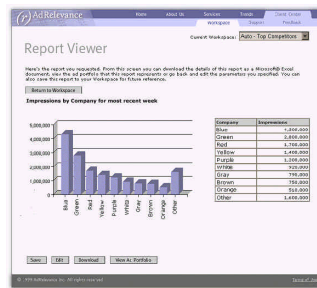 AdRelevance
Home About Us Services Trends Client Center
Workspace Support Feedback
Current Workspace: Auto - Top Competitors
Report Viewer
Here's the report you requested. From this screen you can download the details of this report as a Microsoft® Excel
document, view the ad portfolio that this report represents or go back and edit the parameters you specified. You can
also save this report to your Workspace for future reference.
Return to Workspace
Impressions by Company for most recent week
5,000,000
4,000,000
3,000,000
2,000,000
1,000,000
0
Blue
Green
Red
Yellow
Purple
White
Gray
Brown
Orange
Other
Company Impressions
Blue
Green 2,800,000
Red 1,700,000
Yellow 1,400,000
Purple 1,200,000
White 920,000
Gray 790,000
Brown 750,000
Orange 510,000
Other 1,600,000
Save Edit Download View Ad Portfolio
© 1999 AdRelevance Inc. All rights reserved